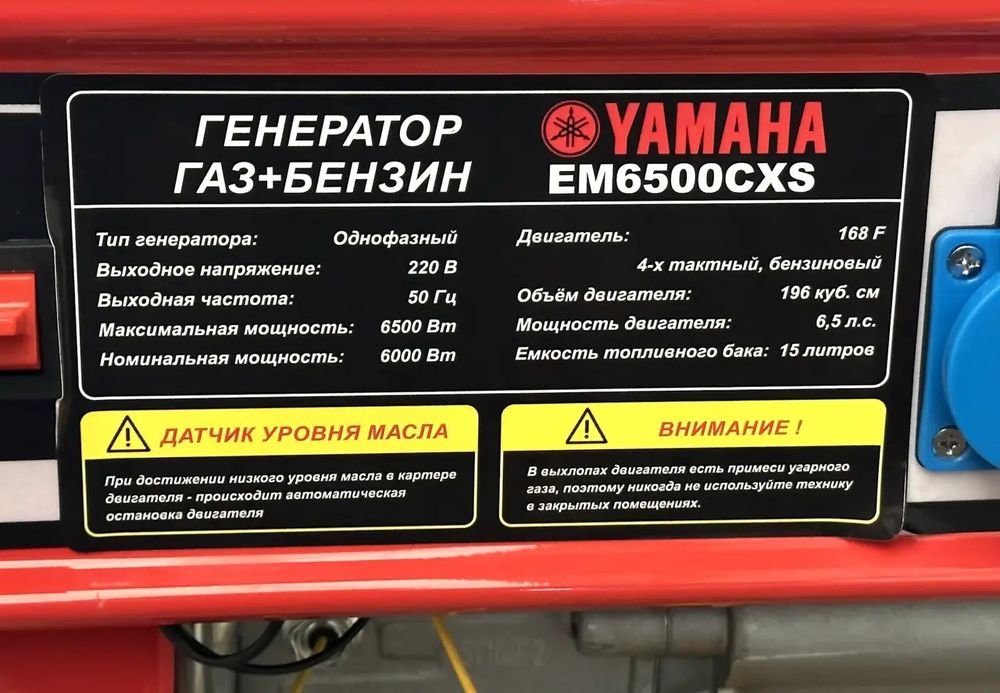 ГЕНЕРАТОР
ГАЗ+БЕНЗИН
YAMAHA
EM6500CXS
Тип генератора: Однофазный
Выходное напряжение: 220 В
Выходная частота: 50 Гц
Максимальная мощность: 6500 Вт
Номинальная мощность: 6000 Вт
Двигатель: 168 F
4-х тактный, бензиновый
Объём двигателя: 196 куб. см
Мощность двигателя: 6,5 л.с.
Емкость топливного бака: 15 литров
ДАТЧИК УРОВНЯ МАСЛА
При достижении низкого уровня масла в картере
двигателя - происходит автоматическая
остановка двигателя
ВНИМАНИЕ !
В выхлопах двигателя есть примеси угарного
газа, поэтому никогда не используйте технику
в закрытых помещениях.